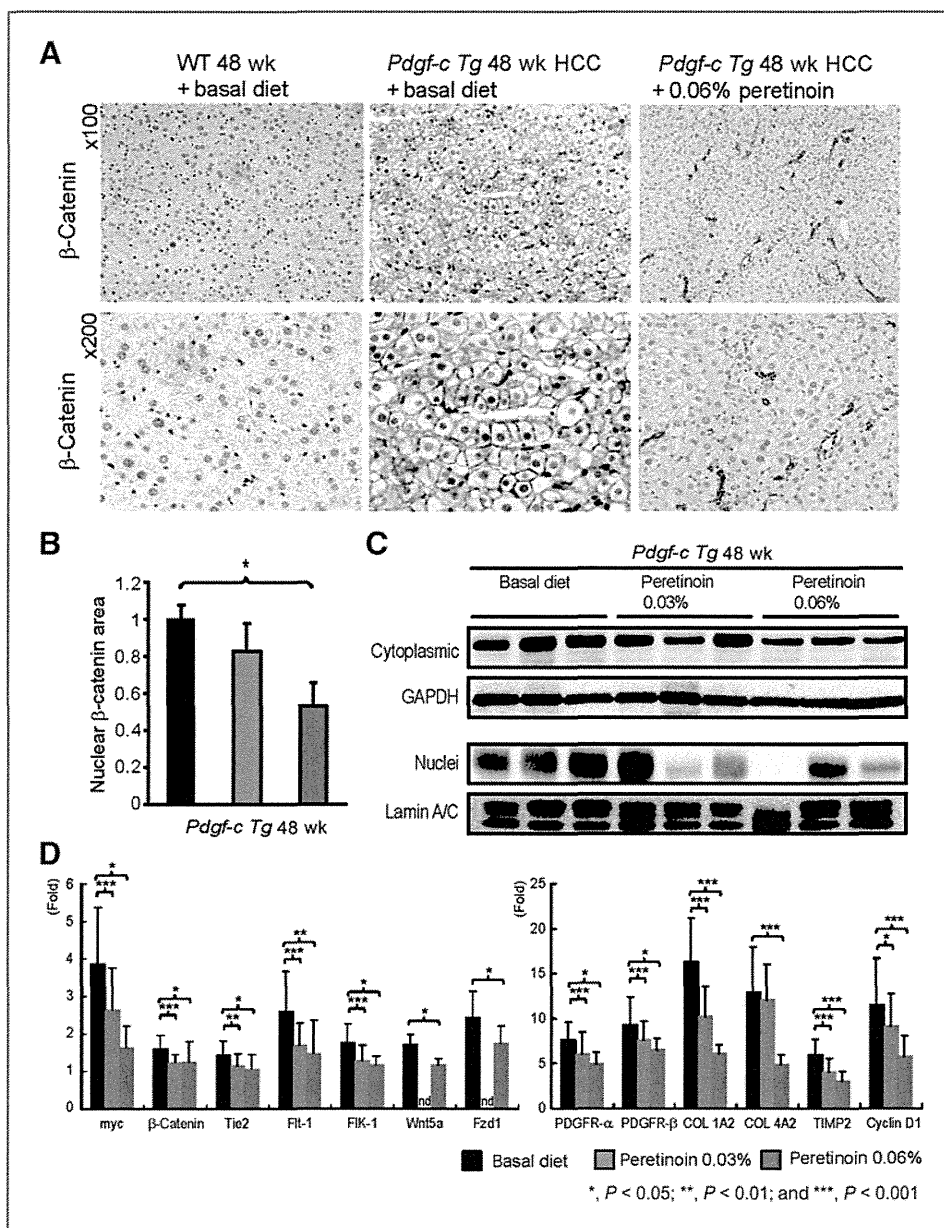 A
WT 48 wk
+ basal diet
Pdgf-c Tg 48 wk HCC
+ basal diet
Pdgf-c Tg 48 wk HCC
+ 0.06% peretinoin
x100
β-Catenin
x200
β-Catenin
B
Nuclear β-catenin area
1.2
1
0.8
0.6
0.4
0.2
0
*
Pdgf-c Tg 48 wk
C
Pdgf-c Tg 48 wk
Basal diet
Peretinoin
0.03%
Peretinoin
0.06%
Cytoplasmic
GAPDH
Nuclei
Lamin A/C
D
(Fold)
6
5
4
3
2
1
0
* *** * *** * ** ** *** * *** * *
nd nd
myc β-Catenin Tie2 Flt-1 FlK-1 Wnt5a Fzd1
(Fold)
25
20
15
10
5
0
* *** * *** *** *** *** *** *** *** *
PDGFR-α PDGFR-β COL 1A2 COL 4A2 TIMP2 Cyclin D1
Basal diet Peretinoin 0.03% Peretinoin 0.06%
*, P < 0.05; **, P < 0.01; and ***, P < 0.001